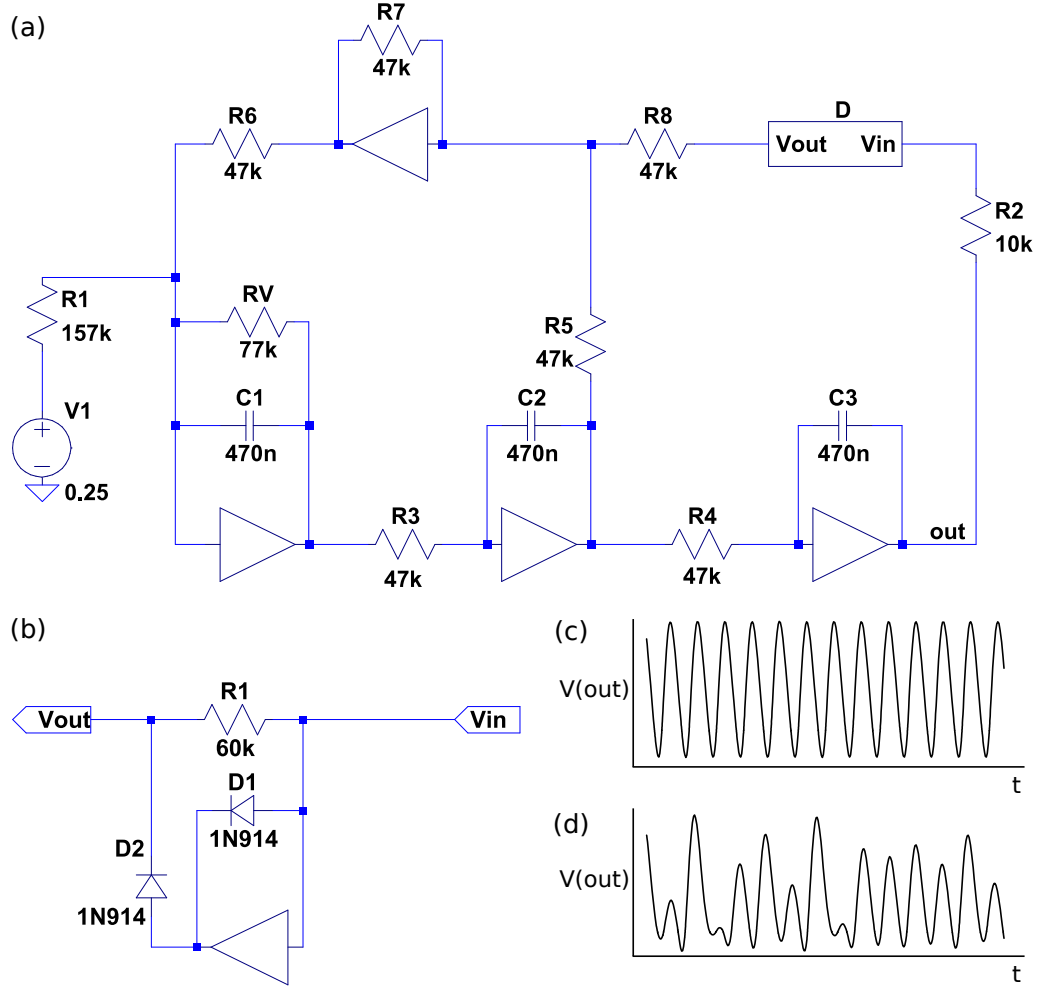 (a)
R7
47k
R6
47k
R8
47k
D
Vout Vin
R2
10k
R1
157k
RV
77k
R5
47k
V1
0.25
C1
470n
C2
470n
C3
470n
R3
47k
R4
47k
out
(b)
Vout
R1
60k
Vin
D1
1N914
D2
1N914
(c)
V(out)
t
(d)
V(out)
t